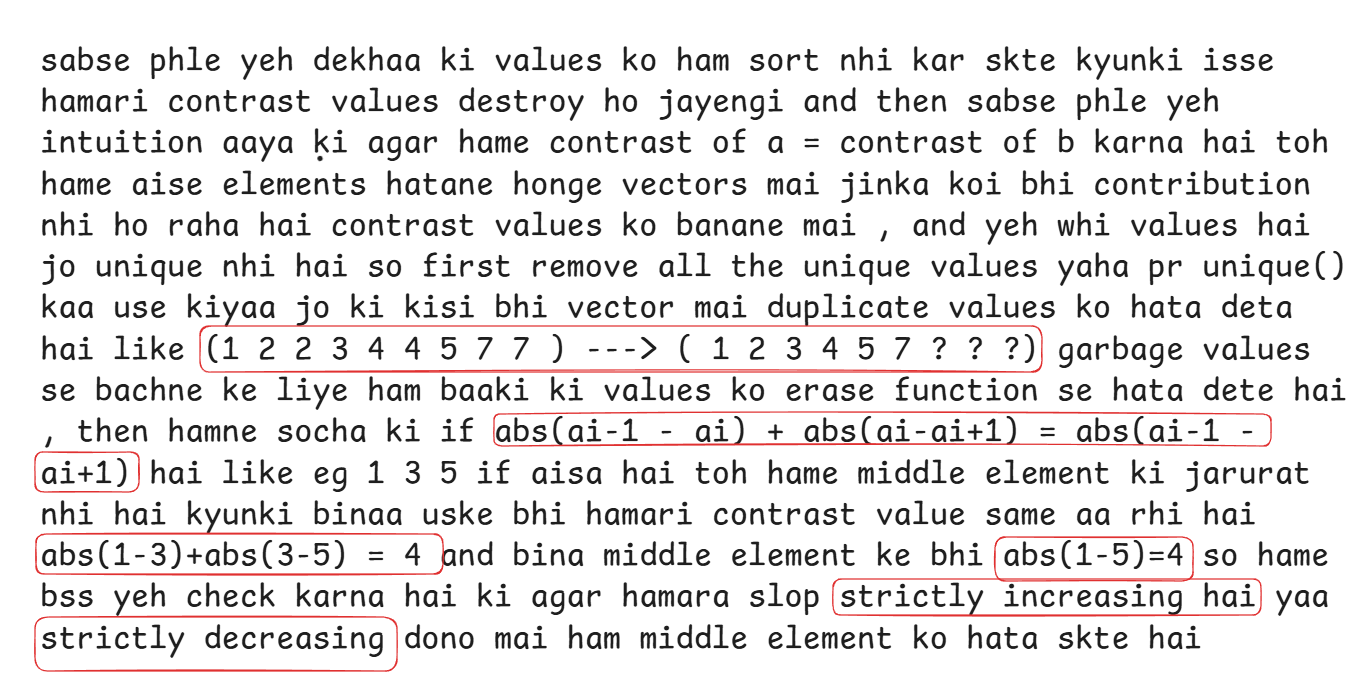 sabse phle yeh dekhaa ki values ko ham sort nhi kar skte kyunki isse
hamari contrast values destroy ho jayengi and then sabse phle yeh
intuition aaya ki agar hame contrast of a = contrast of b karna hai toh
hame aise elements hatane honge vectors mai jinka koi bhi contribution
nhi ho raha hai contrast values ko banane mai , and yeh whi values hai
jo unique nhi hai so first remove all the unique values yaha pr unique()
kaa use kiyaa jo ki kisi bhi vector mai duplicate values ko hata deta
hai like (1 2 2 3 4 4 5 7 7 ) ---> ( 1 2 3 4 5 7 ? ? ?) garbage values
se bachne ke liye ham baaki ki values ko erase function se hata dete hai
, then hamne socha ki if abs(ai-1 - ai) + abs(ai-ai+1) = abs(ai-1 -
ai+1) hai like eg 1 3 5 if aisa hai toh hame middle element ki jarurat
nhi hai kyunki binaa uske bhi hamari contrast value same aa rhi hai
abs(1-3)+abs(3-5) = 4 and bina middle element ke bhi abs(1-5)=4 so hame
bss yeh check karna hai ki agar hamara slop strictly increasing hai yaa
strictly decreasing dono mai ham middle element ko hata skte hai